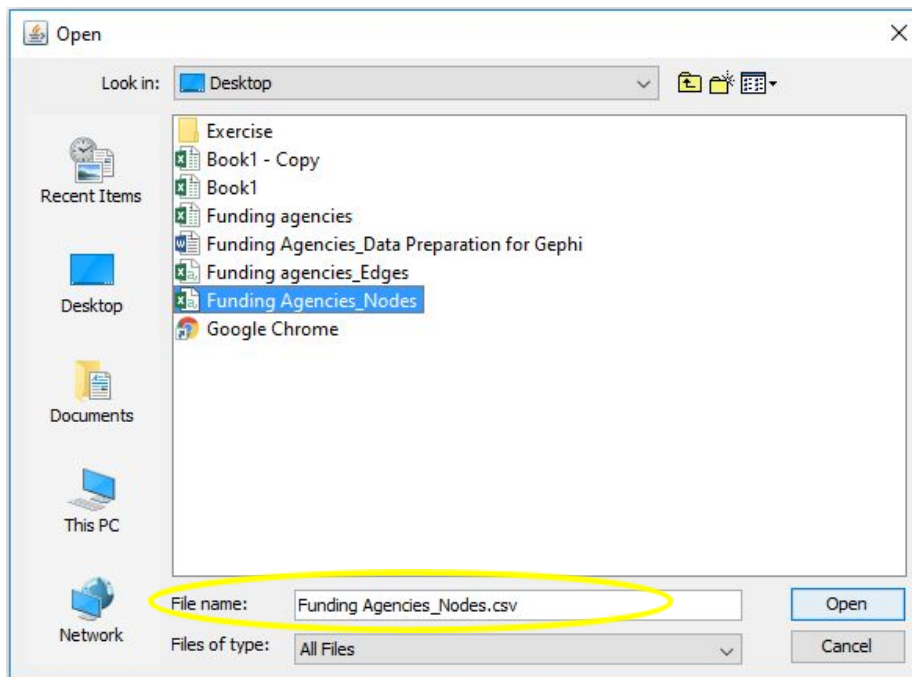 Open
Look in: Desktop
Exercise
Book1 - Copy
Book1
Funding agencies
Funding Agencies_Data Preparation for Gephi
Funding agencies_Edges
Funding Agencies_Nodes
Google Chrome
Recent Items
Desktop
Documents
This PC
Network
File name: Funding Agencies_Nodes.csv Open
Files of type: All Files Cancel